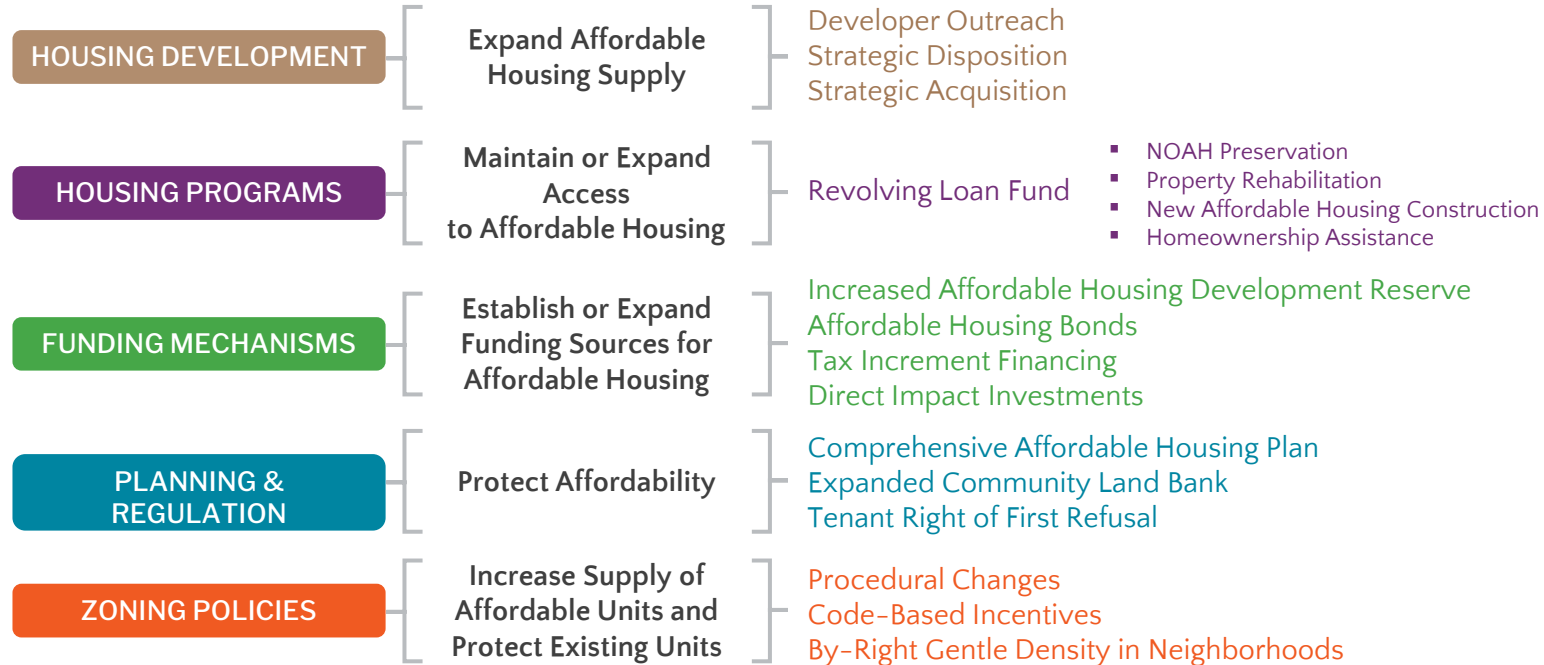 HOUSING DEVELOPMENT
Expand Affordable
Housing Supply
Developer Outreach
Strategic Disposition
Strategic Acquisition
HOUSING PROGRAMS
Maintain or Expand
Access
to Affordable Housing
Revolving Loan Fund
▪ NOAH Preservation
▪ Property Rehabilitation
▪ New Affordable Housing Construction
▪ Homeownership Assistance
FUNDING MECHANISMS
Establish or Expand
Funding Sources for
Affordable Housing
Increased Affordable Housing Development Reserve
Affordable Housing Bonds
Tax Increment Financing
Direct Impact Investments
PLANNING &
REGULATION
Protect Affordability
Comprehensive Affordable Housing Plan
Expanded Community Land Bank
Tenant Right of First Refusal
ZONING POLICIES
Increase Supply of
Affordable Units and
Protect Existing Units
Procedural Changes
Code-Based Incentives
By-Right Gentle Density in Neighborhoods